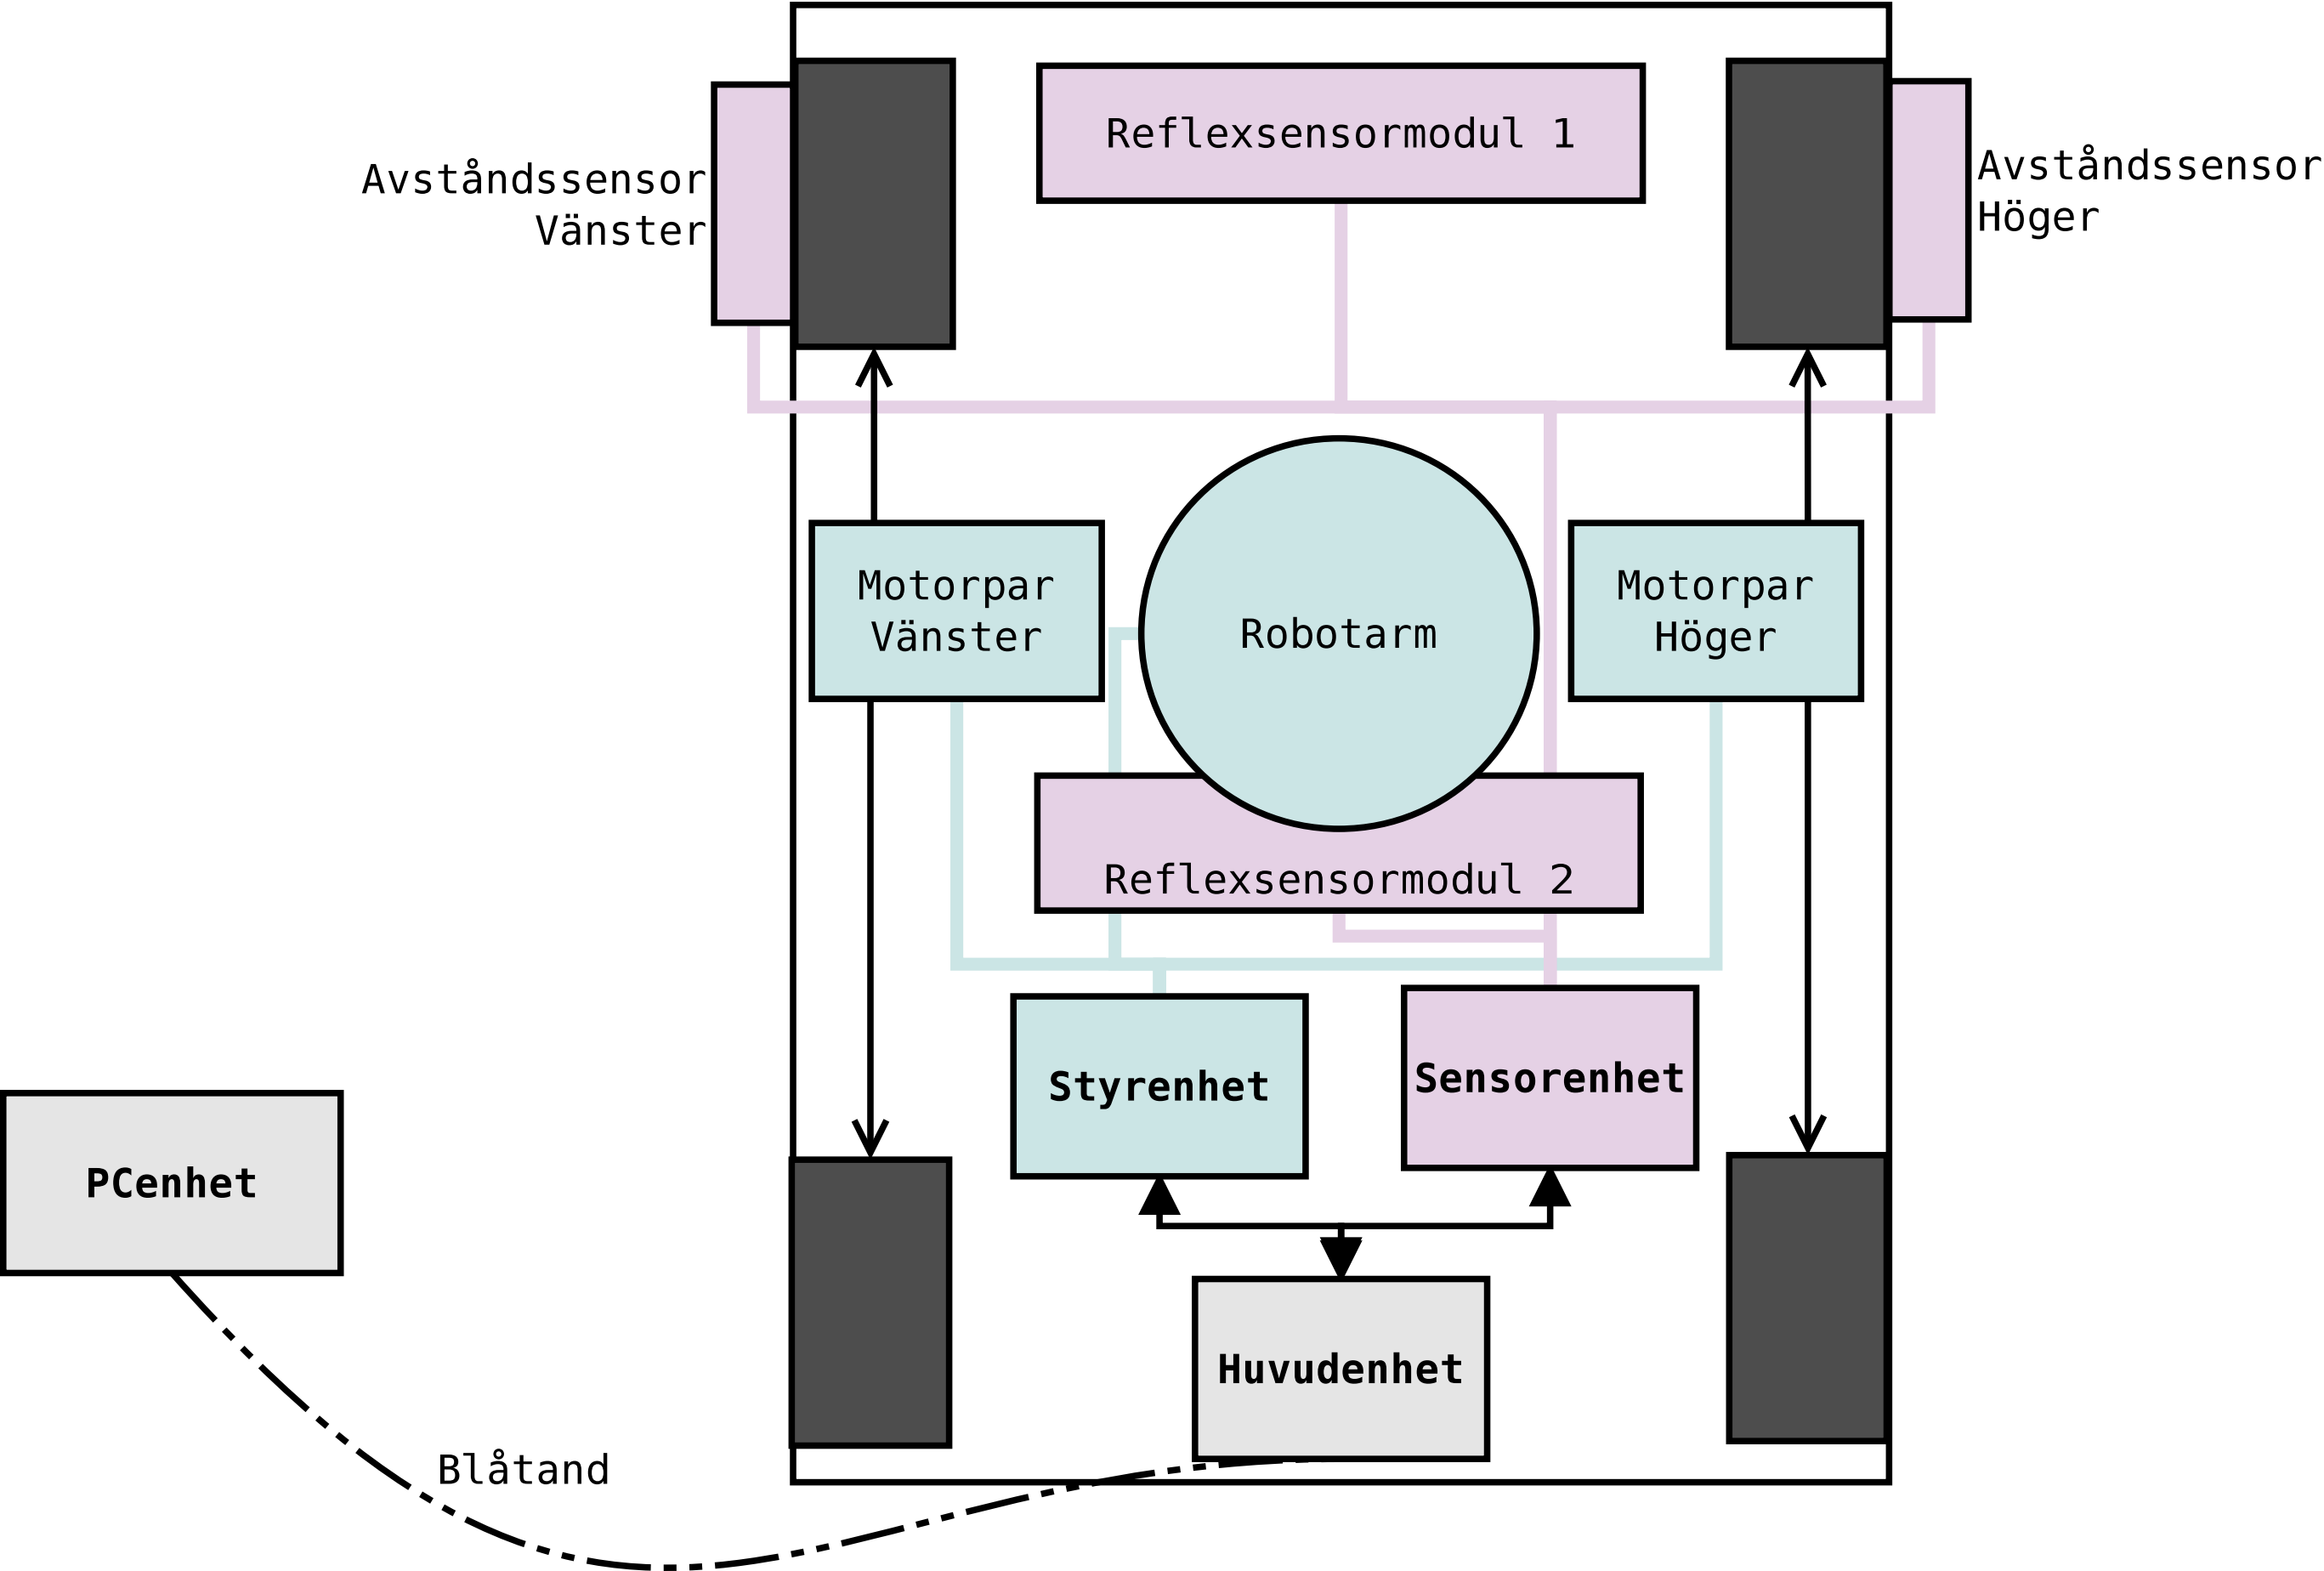 Reflexsensormodul 1
Avståndssensor
Vänster
Avståndssensor
Höger
Motorpar
Vänster
Robotarm
Motorpar
Höger
Reflexsensormodul 2
Styrenhet
Sensorenhet
PCenhet
Huvudenhet
Blåtand